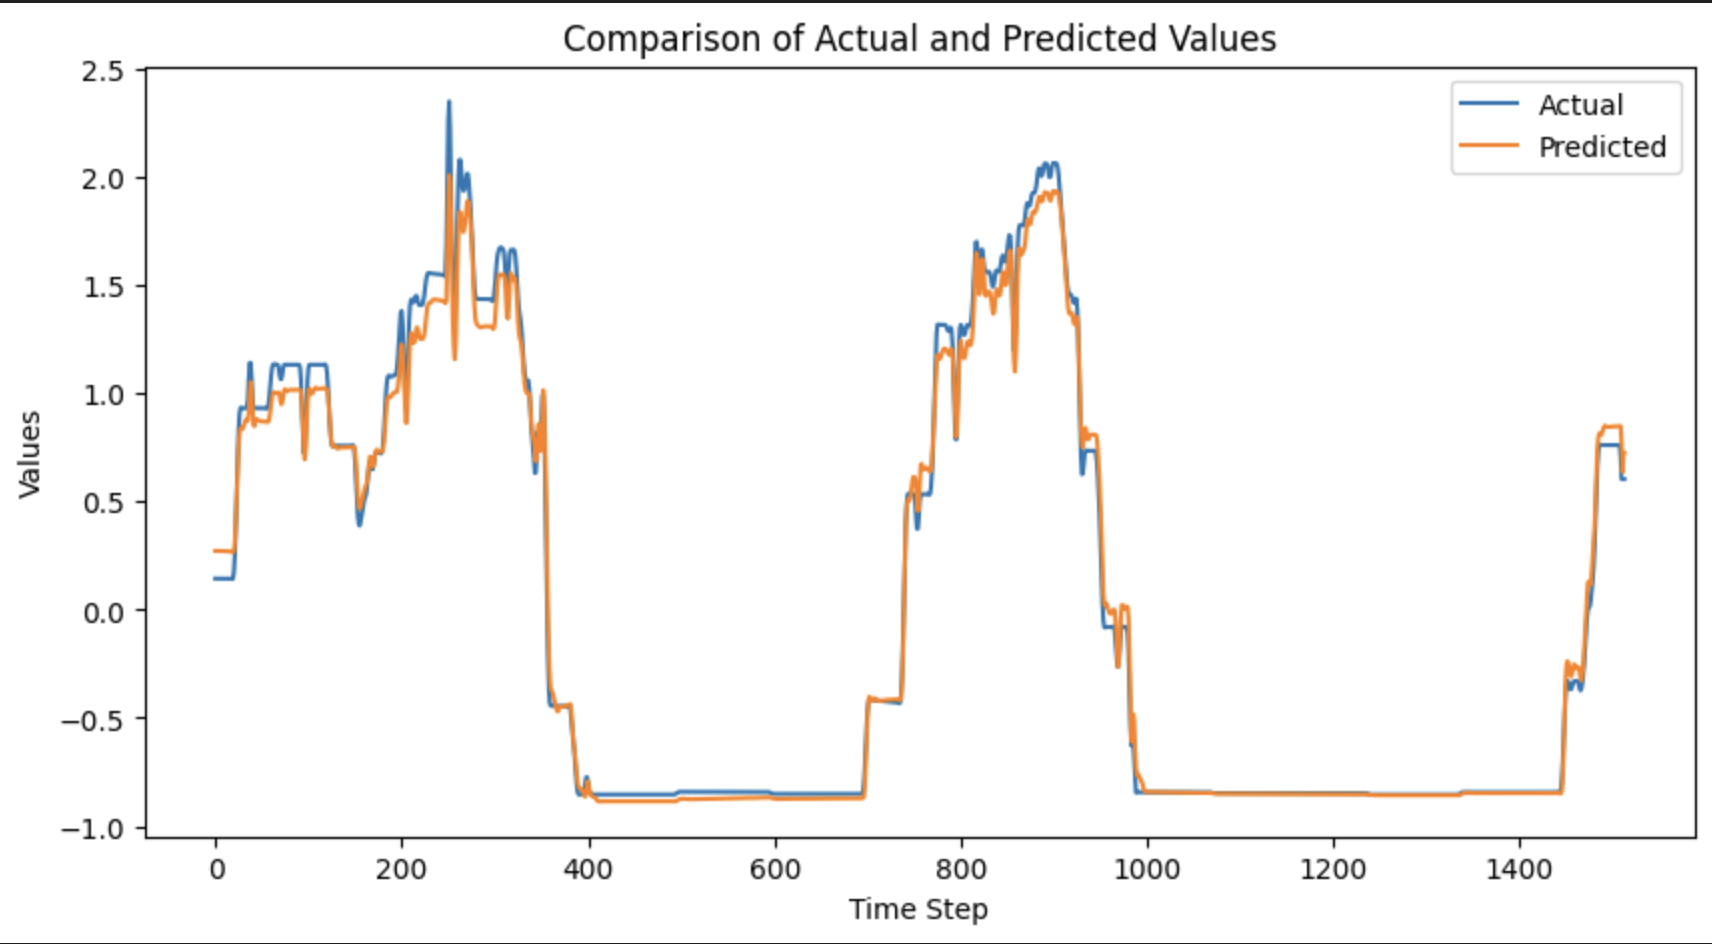 Comparison of Actual and Predicted Values
2.5
2.0
1.5
1.0
0.5
0.0
−0.5
−1.0
Values
Actual
Predicted
0 200 400 600 800 1000 1200 1400
Time Step